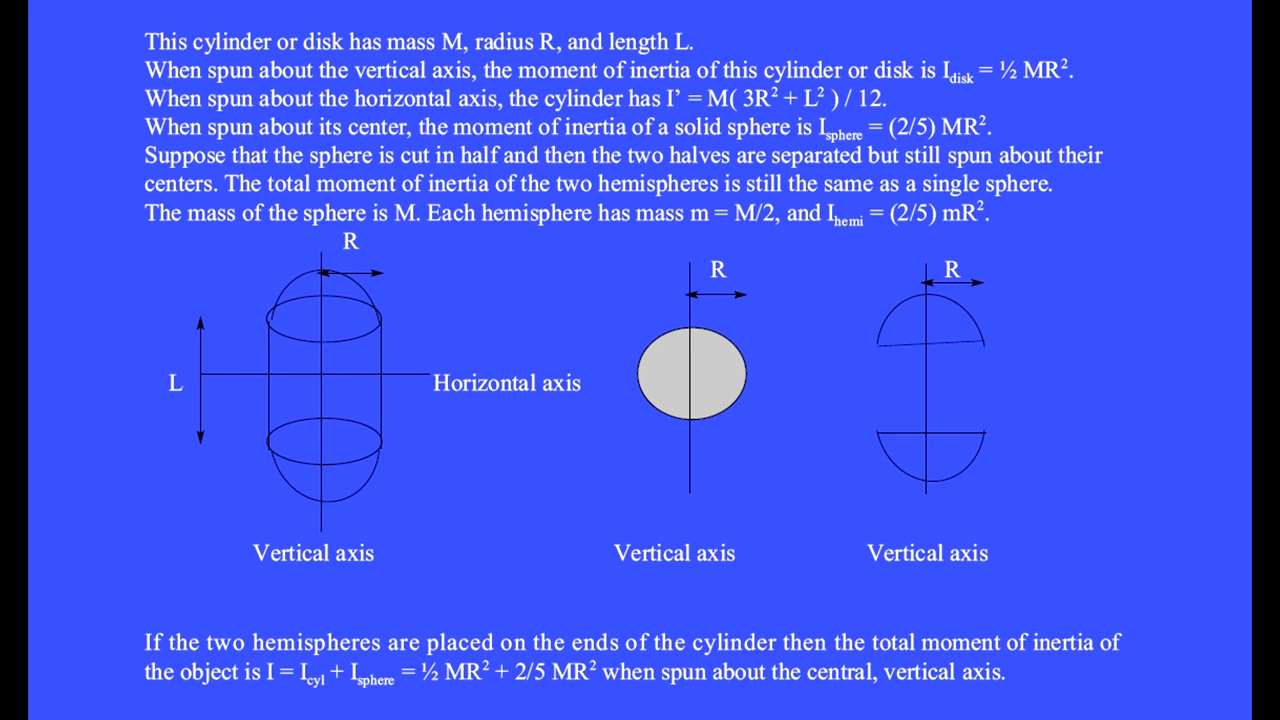 This cylinder or disk has mass M, radius R, and length L.
When spun about the vertical axis, the moment of inertia of this cylinder or disk is I_disk = ½ MR².
When spun about the horizontal axis, the cylinder has I’ = M( 3R² + L² ) / 12.
When spun about its center, the moment of inertia of a solid sphere is I_sphere = (2/5) MR².
Suppose that the sphere is cut in half and then the two halves are separated but still spun about their
centers. The total moment of inertia of the two hemispheres is still the same as a single sphere.
The mass of the sphere is M. Each hemisphere has mass m = M/2, and I_hemi = (2/5) mR².
R
R
R
L
Horizontal axis
Vertical axis
Vertical axis
Vertical axis
If the two hemispheres are placed on the ends of the cylinder then the total moment of inertia of
the object is I = I_cyl + I_sphere = ½ MR² + 2/5 MR² when spun about the central, vertical axis.